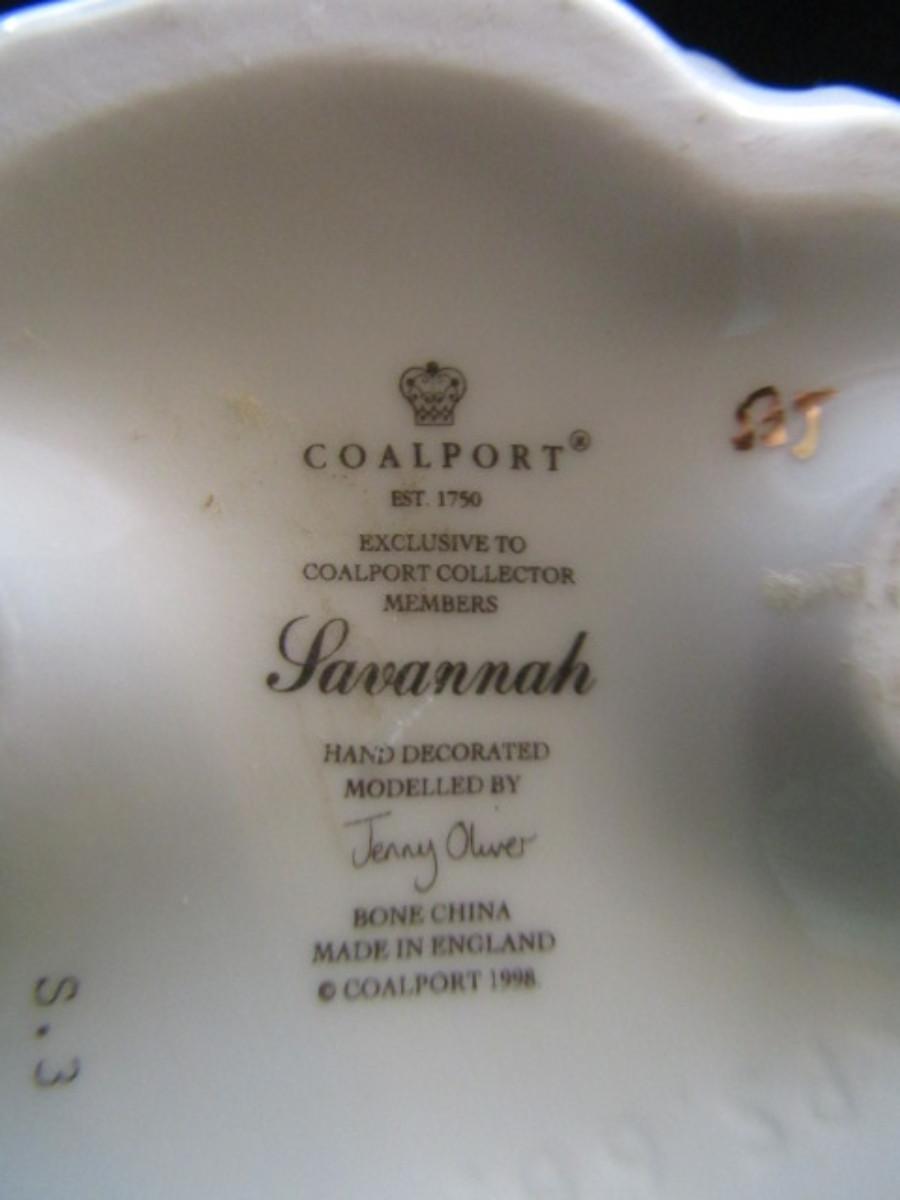 COALPORT®
EST. 1750
EXCLUSIVE TO
COALPORT COLLECTOR
MEMBERS
Savannah
HAND DECORATED
MODELLED BY
Jenny Oliver
BONE CHINA
MADE IN ENGLAND
© COALPORT 1998
S.3